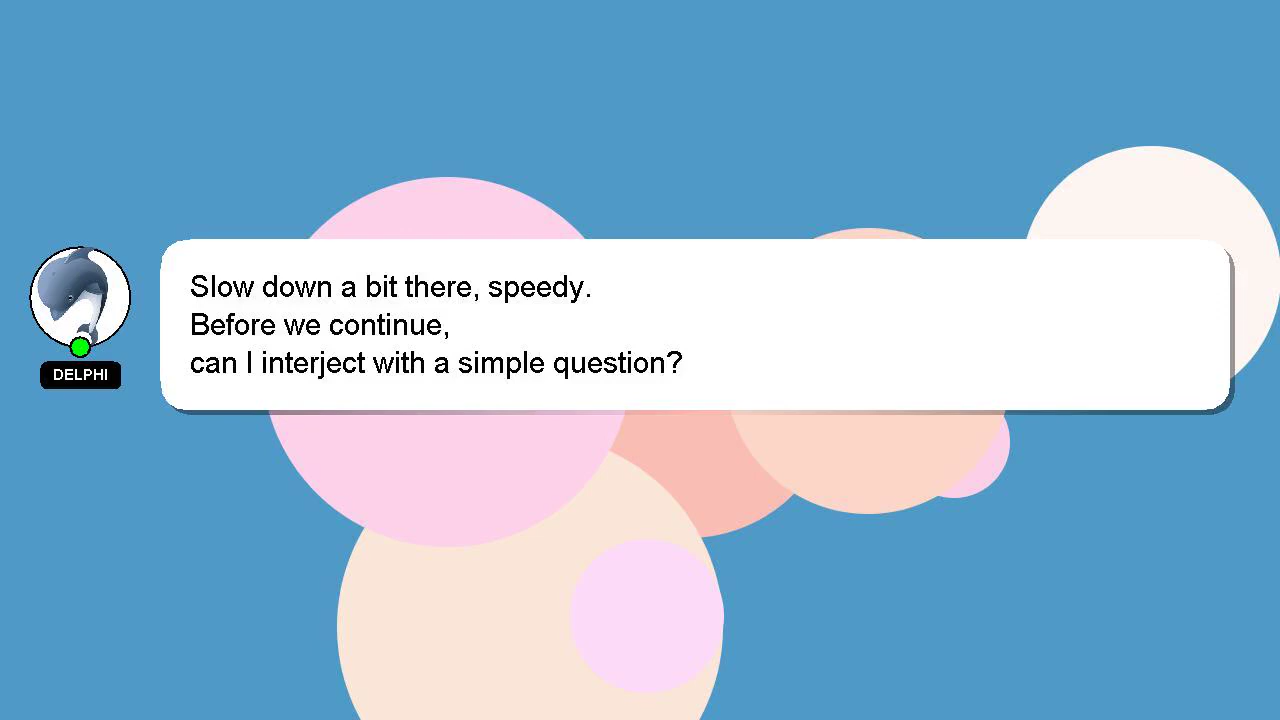 Slow down a bit there, speedy.
Before we continue,
can I interject with a simple question?
DELPHI